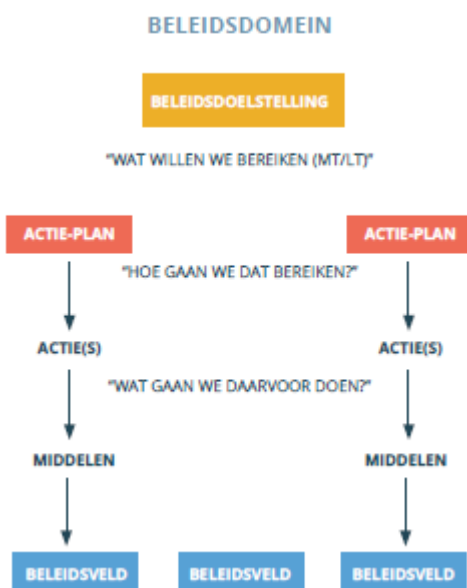 BELEIDSDOMEIN
BELEIDSDOELSTELLING
"WAT WILLEN WE BEREIKEN (MT/LT)"
ACTIE-PLAN ACTIE-PLAN
"HOE GAAN WE DAT BEREIKEN?"
ACTIE(S) ACTIE(S)
"WAT GAAN WE DAARVOOR DOEN?"
MIDDELEN MIDDELEN
BELEIDSVELD BELEIDSVELD BELEIDSVELD